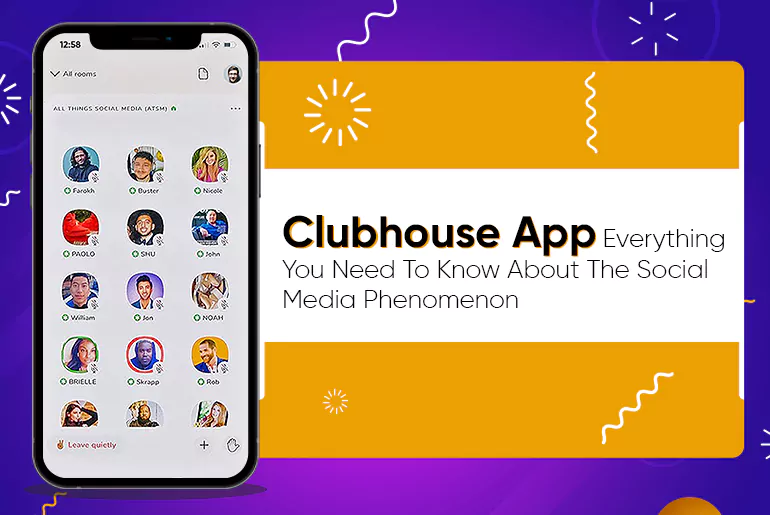 12:58
All rooms
ALL THINGS SOCIAL MEDIA (ATSM)
Farokh Buster Nicole
PAOLO SHU John
William Jon NOAH
BRIELLE Skrapp Rob
Leave quietly
Clubhouse App Everything
You Need To Know About The Social
Media Phenomenon